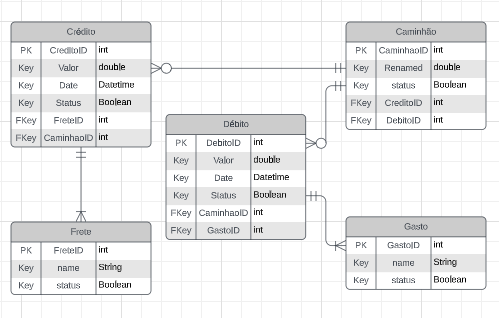 Crédito
PK CreditoID int
Key Valor double
Key Date Datetime
Key Status Boolean
FKey FreteID int
FKey CaminhaoID int
Caminhão
PK CaminhaoID int
Key Renamed double
Key status Boolean
FKey CreditoID int
FKey DebitoID int
Débito
PK DebitoID int
Key Valor double
Key Date Datetime
Key Status Boolean
FKey CaminhaoID int
FKey GastoID int
Frete
PK FreteID int
Key name String
Key status Boolean
Gasto
PK GastoID int
Key name String
Key status Boolean